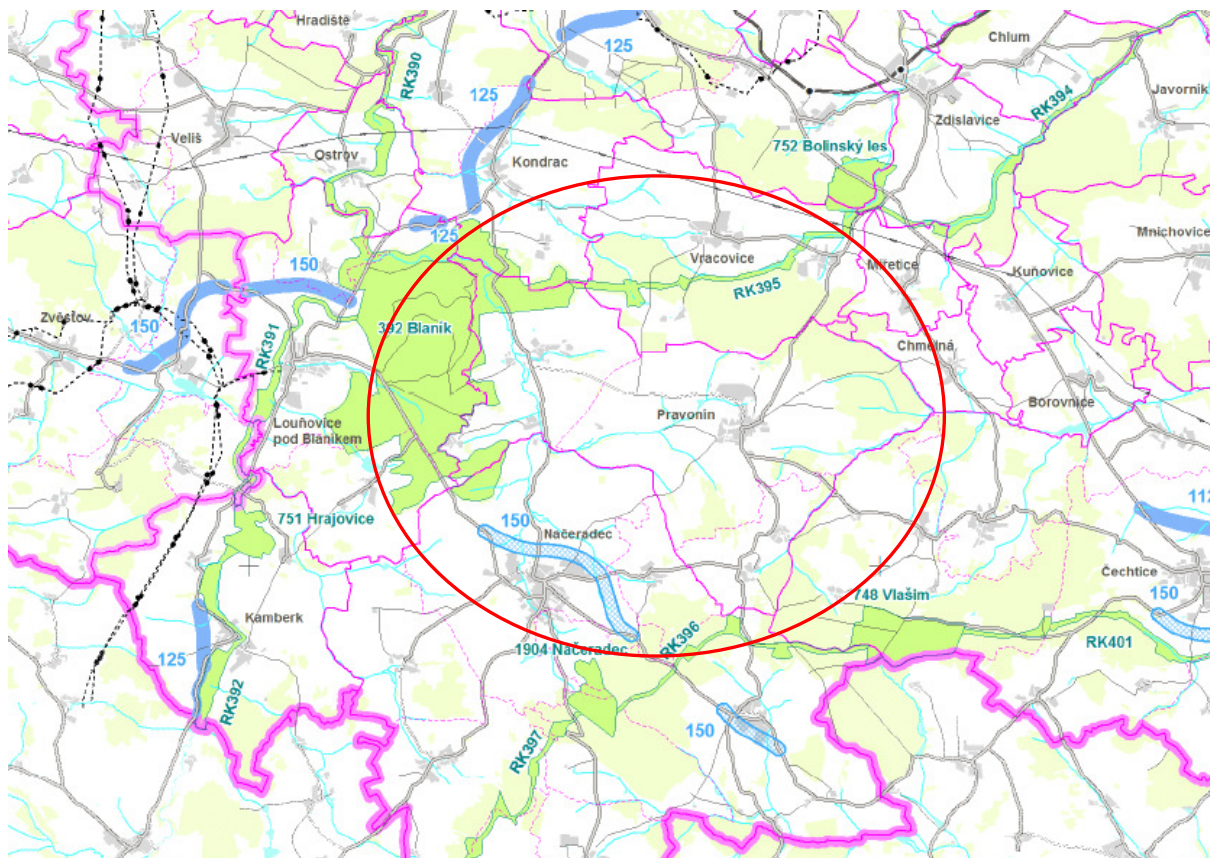 Hradiště
125
Chlum
RK390
125
RK394
Javorník
Veliš
Zdislavice
Ostrov
752 Bolinský les
Kondrac
125
Mnichovice
150
Vracovice
Miřetice
Kuňovice
RK395
Zvěstov
150
392 Blaník
RK391
Chmelná
Pravonín
Borovnice
Louňovice
pod Blaníkem
112
751 Hrajovice
150
Načeradec
Čechtice
748 Vlašim
150
Kamberk
1904 Načeradec
RK396
RK401
125
RK392
150
RK397